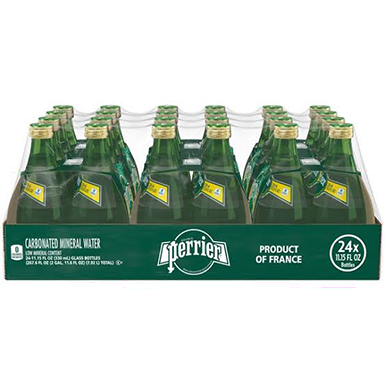 CARBONATED MINERAL WATER
LOW MINERAL CONTENT
24-11.15 FL OZ (330 mL) GLASS BOTTLES
(267.6 FL OZ (2 GAL, 11.6 FL OZ) (7.92 L) TOTAL)
perrier
PRODUCT
OF FRANCE
24x
11.15 FL OZ
Bottles